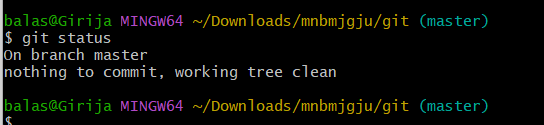 balas@Girija MINGW64 ~/Downloads/mnbmjgju/git (master)
$ git status
On branch master
nothing to commit, working tree clean
balas@Girija MINGW64 ~/Downloads/mnbmjgju/git (master)
$